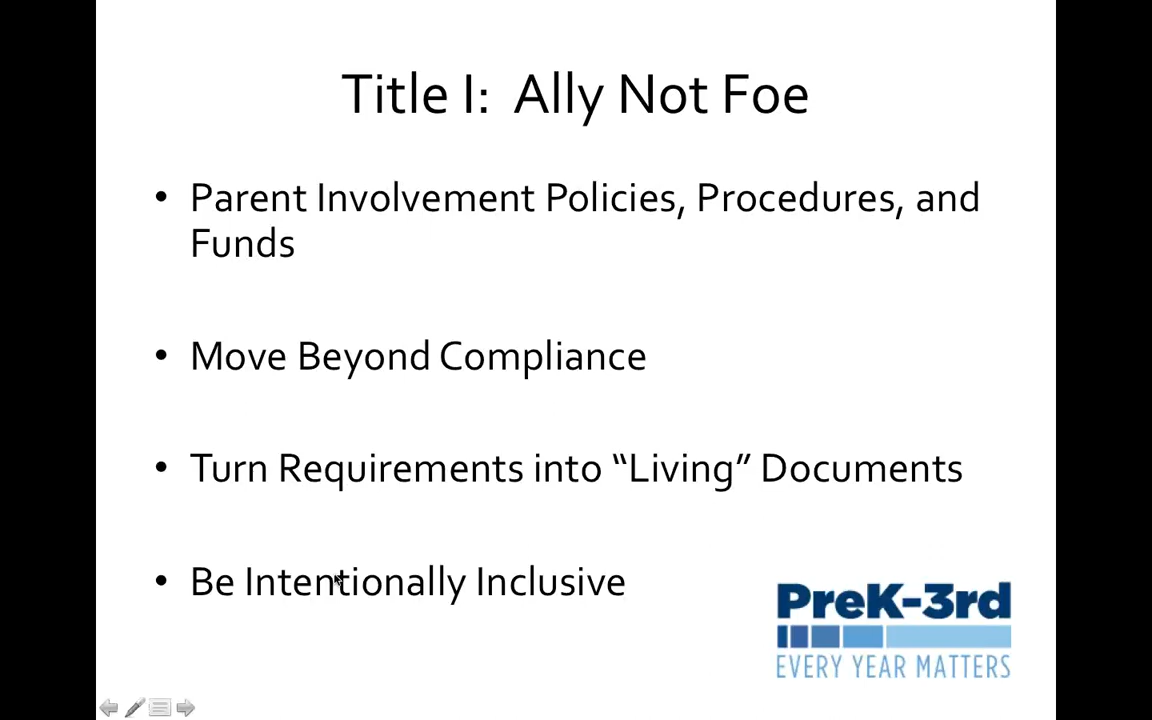 Title I:  Ally Not Foe
• Parent Involvement Policies, Procedures, and
Funds
• Move Beyond Compliance
• Turn Requirements into “Living” Documents
• Be Intentionally Inclusive
PreK-3rd
EVERY YEAR MATTERS